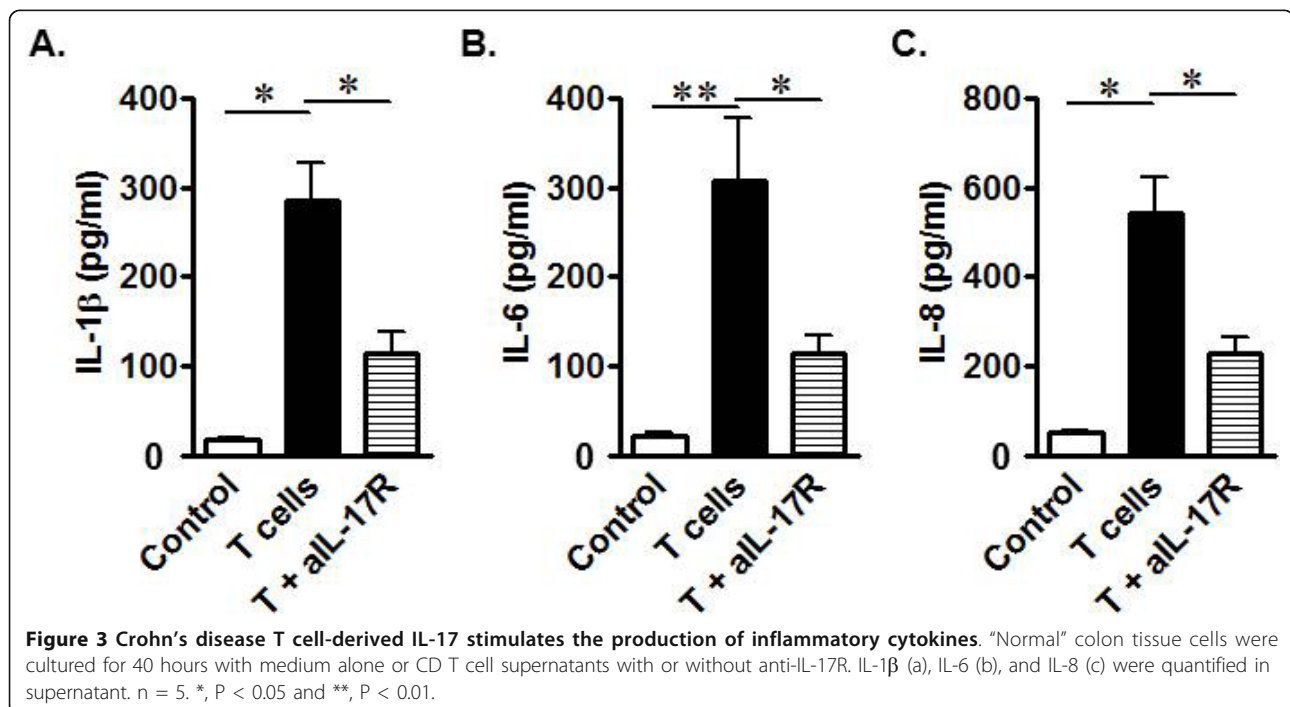 A.
B.
C.
* *
** *
* *
400
300
200
100
0
IL-1β (pg/ml)
Control
T cells
T + aIL-17R
400
300
200
100
0
IL-6 (pg/ml)
Control
T cells
T + aIL-17R
800
600
400
200
0
IL-8 (pg/ml)
Control
T cells
T + aIL-17R
Figure 3 Crohn's disease T cell-derived IL-17 stimulates the production of inflammatory cytokines. "Normal" colon tissue cells were
cultured for 40 hours with medium alone or CD T cell supernatants with or without anti-IL-17R. IL-1β (a), IL-6 (b), and IL-8 (c) were quantified in
supernatant. n = 5. *, P < 0.05 and **, P < 0.01.